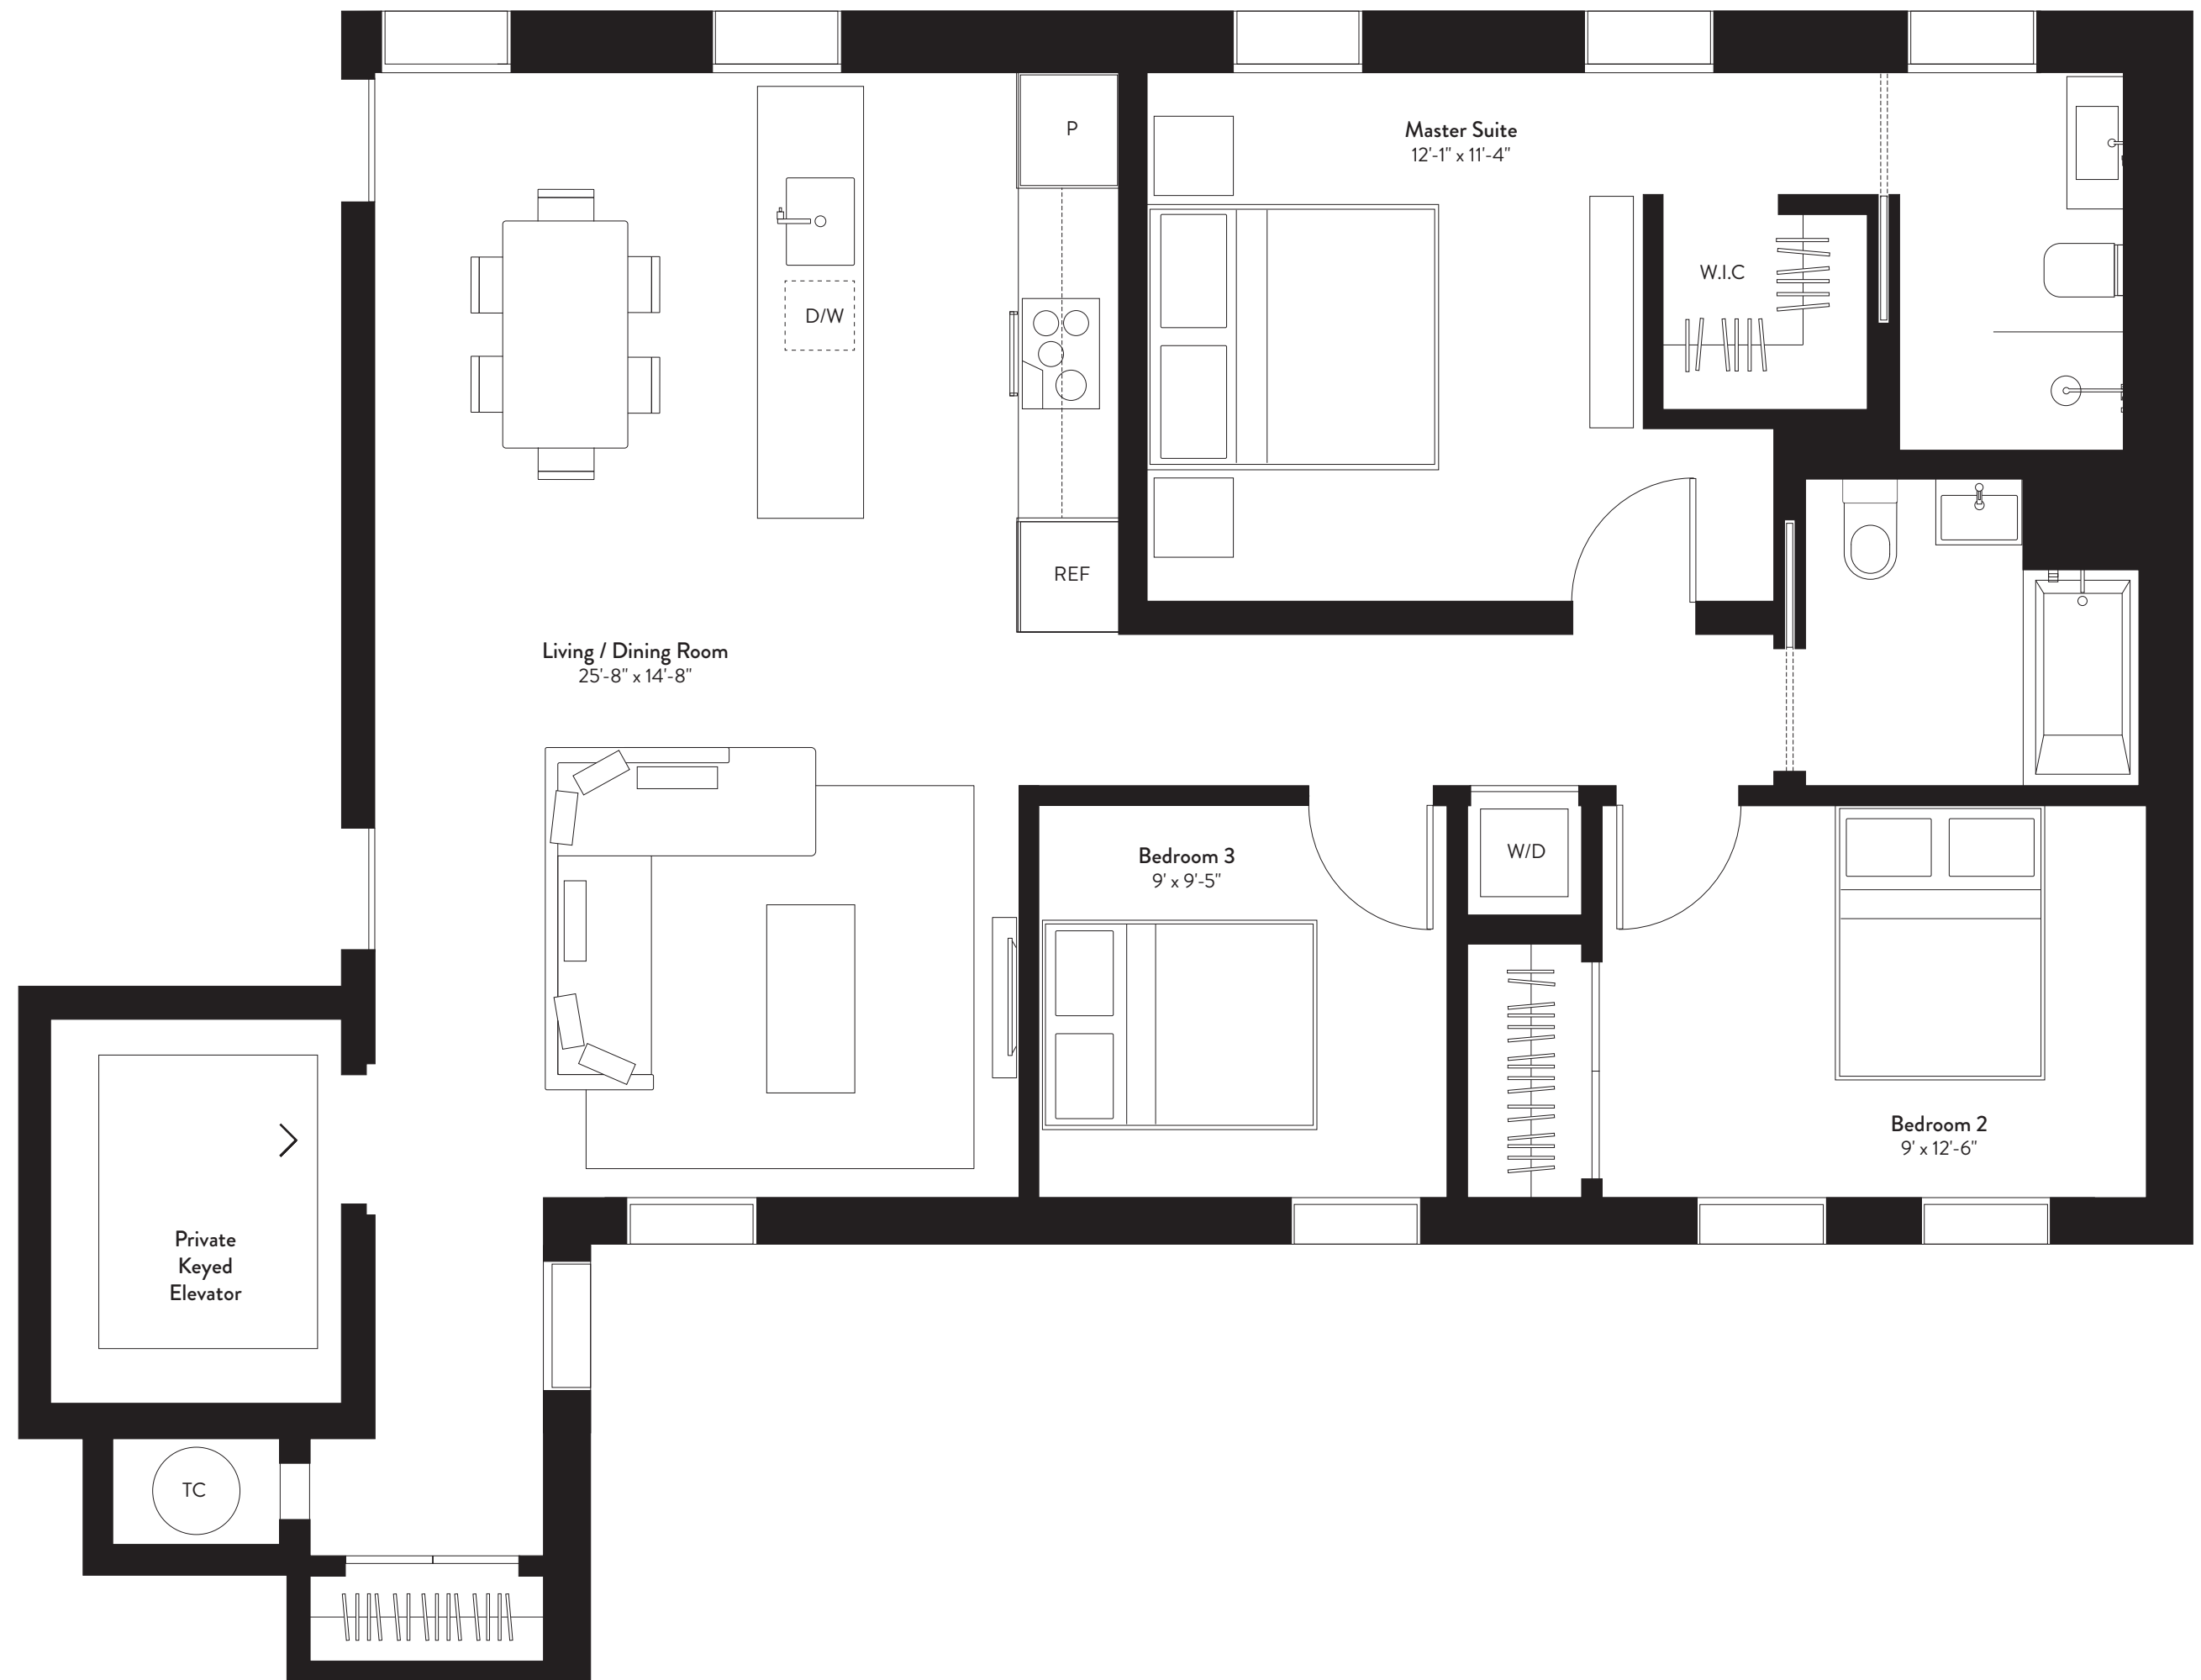 P
Master Suite
12'-1" x 11'-4"
W.I.C
D/W
REF
Living / Dining Room
25'-8" x 14'-8"
Bedroom 3
9' x 9'-5"
W/D
Bedroom 2
9' x 12'-6"
Private
Keyed
Elevator
TC